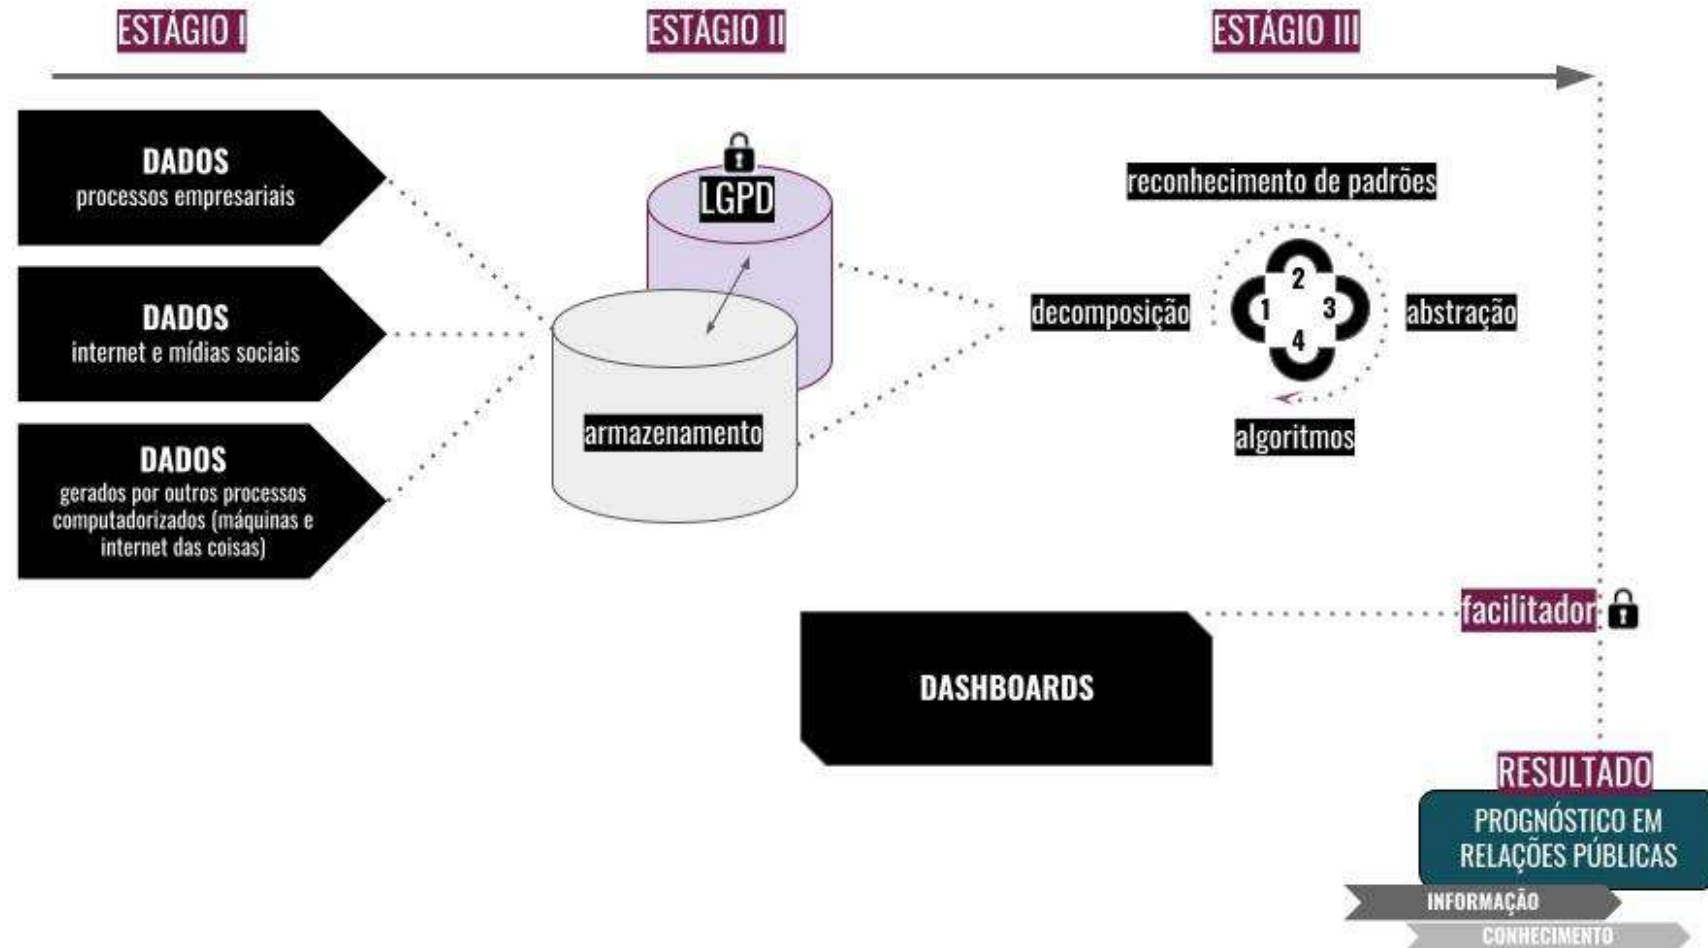 ESTÁGIO I
ESTÁGIO II
ESTÁGIO III
DADOS
processos empresariais
DADOS
internet e mídias sociais
DADOS
gerados por outros processos
computadorizados (máquinas e
internet das coisas)
LGPD
armazenamento
reconhecimento de padrões
decomposição
1
2
3
4
abstração
algoritmos
facilitador
DASHBOARDS
RESULTADO
PROGNÓSTICO EM
RELAÇÕES PÚBLICAS
INFORMAÇÃO
CONHECIMENTO